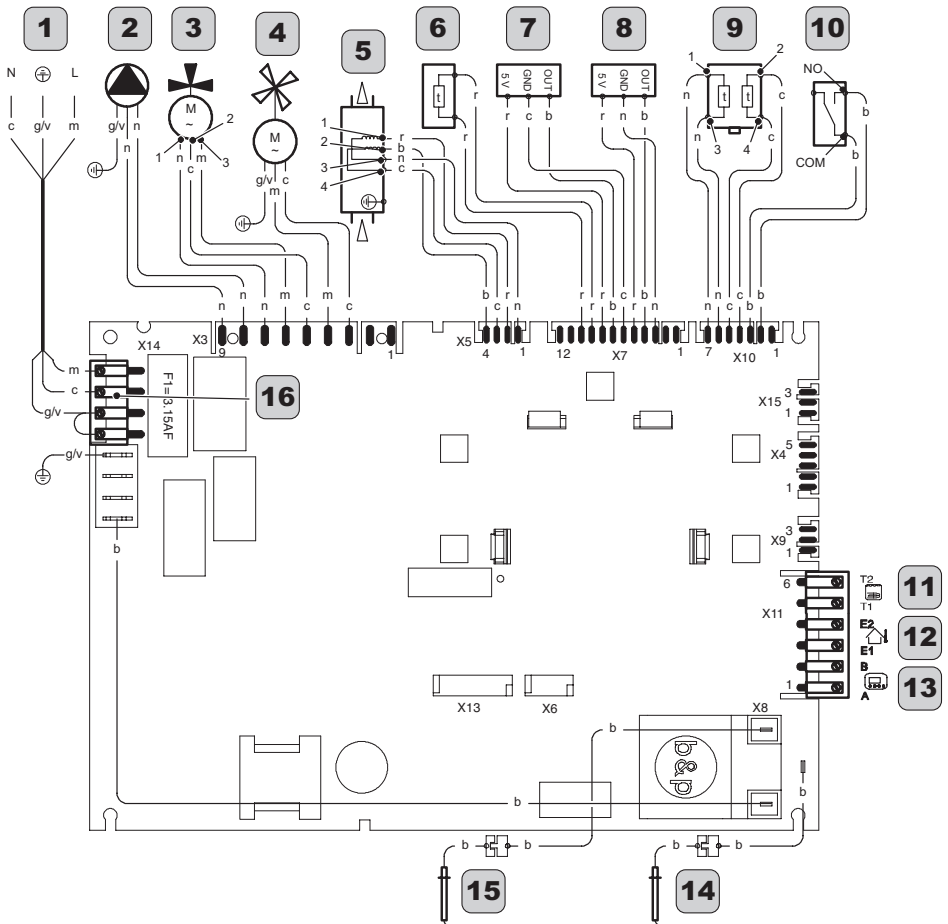 1 2 3 4 5 6 7 8 9 10
N L
c g/v m
g/v n
n
M ~
1 2 3
n c m
M ~
g/v m c
1 2 3 4
r b n c
t
r r
5 V GND OUT
r c b
5 V GND OUT
r n b
1 2 3 4
t t
n c n c
NO
COM
b b
n n n m c m c
b c r n
r r r b c r b n
n n c c b b
X3 9 1
X5 4 1
12 X7 1
7 X10 1
X14
m
c
g/v
g/v
F1=3.15AF
16
b
3
X15
1
5
X4
1
3
X9
1
6
X11
1
T2
T1
11
E2
E1
12
B
A
13
X13 X6 X8
b
d&d
b
b
b b
15
b b
14